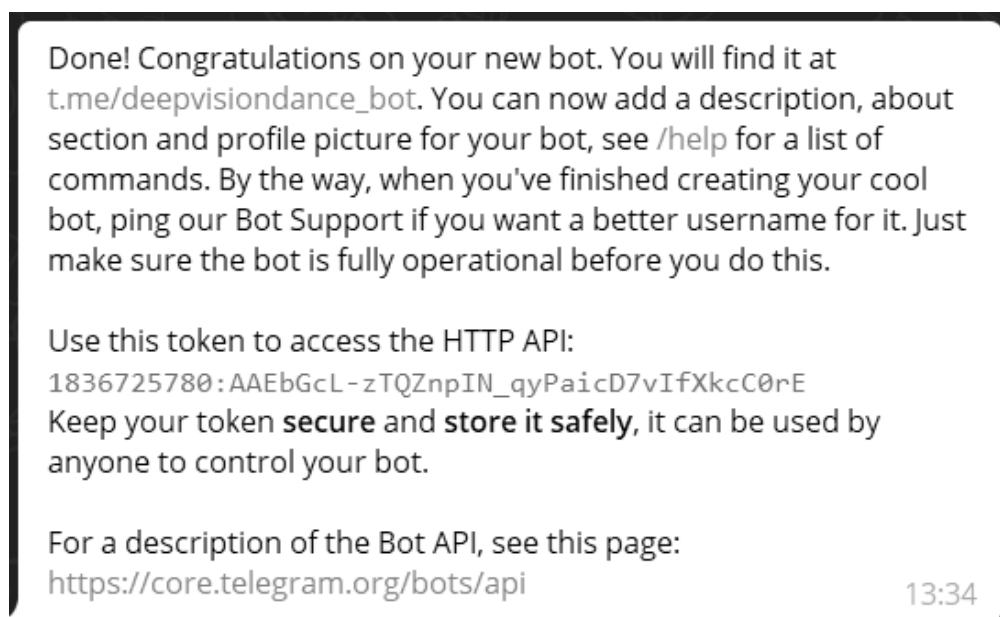 Done! Congratulations on your new bot. You will find it at
t.me/deepvisiondance_bot. You can now add a description, about
section and profile picture for your bot, see /help for a list of
commands. By the way, when you've finished creating your cool
bot, ping our Bot Support if you want a better username for it. Just
make sure the bot is fully operational before you do this.
Use this token to access the HTTP API:
1836725780:AAEbGcL-zTQZnpIN_qyPaicD7vIfXkcC0rE
Keep your token secure and store it safely, it can be used by
anyone to control your bot.
For a description of the Bot API, see this page:
https://core.telegram.org/bots/api
13:34